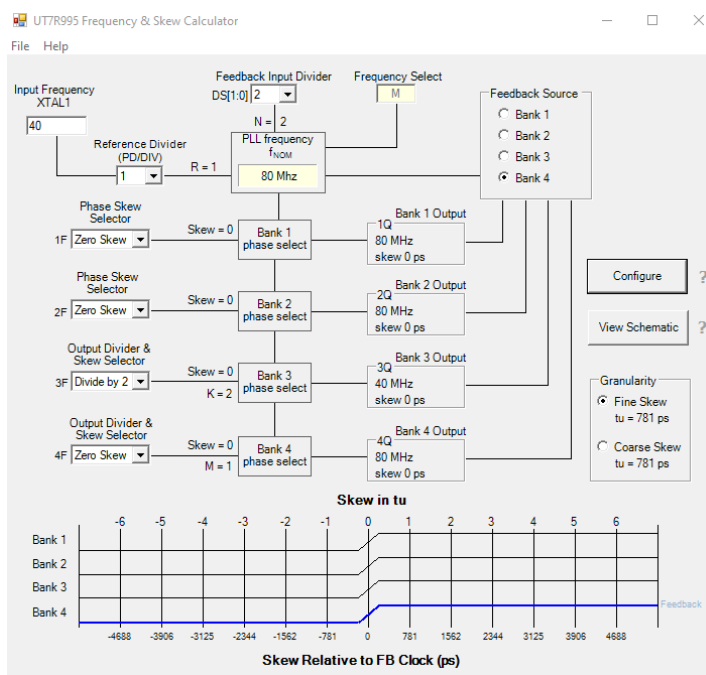 UT7R995 Frequency & Skew Calculator
File Help
Input Frequency
XTAL1
40
Feedback Input Divider
DS[1:0] 2
N = 2
Frequency Select
M
Reference Divider
(PD/DIV)
1
R = 1
PLL frequency
fNOM
80 Mhz
Feedback Source
Bank 1
Bank 2
Bank 3
Bank 4
Phase Skew
Selector
1F Zero Skew
Skew = 0
Bank 1
phase select
Bank 1 Output
1Q
80 MHz
skew 0 ps
Phase Skew
Selector
2F Zero Skew
Skew = 0
Bank 2
phase select
Bank 2 Output
2Q
80 MHz
skew 0 ps
Output Divider &
Skew Selector
3F Divide by 2
Skew = 0
K = 2
Bank 3
phase select
Bank 3 Output
3Q
40 MHz
skew 0 ps
Output Divider &
Skew Selector
4F Zero Skew
Skew = 0
M = 1
Bank 4
phase select
Bank 4 Output
4Q
80 MHz
skew 0 ps
Configure ?
View Schematic ?
Granularity
Fine Skew
tu = 781 ps
Coarse Skew
tu = 781 ps
Skew in tu
-6 -5 -4 -3 -2 -1 0 1 2 3 4 5 6
Bank 1
Bank 2
Bank 3
Bank 4
Feedback
-4688 -3906 -3125 -2344 -1562 -781 0 781 1562 2344 3125 3906 4688
Skew Relative to FB Clock (ps)